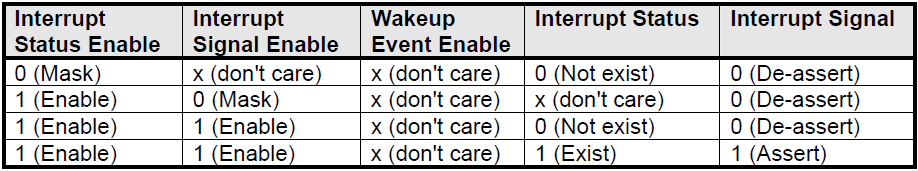 Interrupt Status Enable Interrupt Signal Enable Wakeup Event Enable Interrupt Status Interrupt Signal
0 (Mask) x (don't care) x (don't care) 0 (Not exist) 0 (De-assert)
1 (Enable) 0 (Mask) x (don't care) x (don't care) 0 (De-assert)
1 (Enable) 1 (Enable) x (don't care) 0 (Not exist) 0 (De-assert)
1 (Enable) 1 (Enable) x (don't care) 1 (Exist) 1 (Assert)